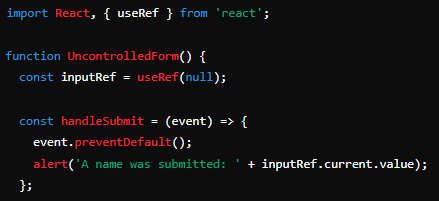 import React, { useRef } from 'react';
function UncontrolledForm() {
const inputRef = useRef(null);
const handleSubmit = (event) => {
event.preventDefault();
alert('A name was submitted: ' + inputRef.current.value);
};